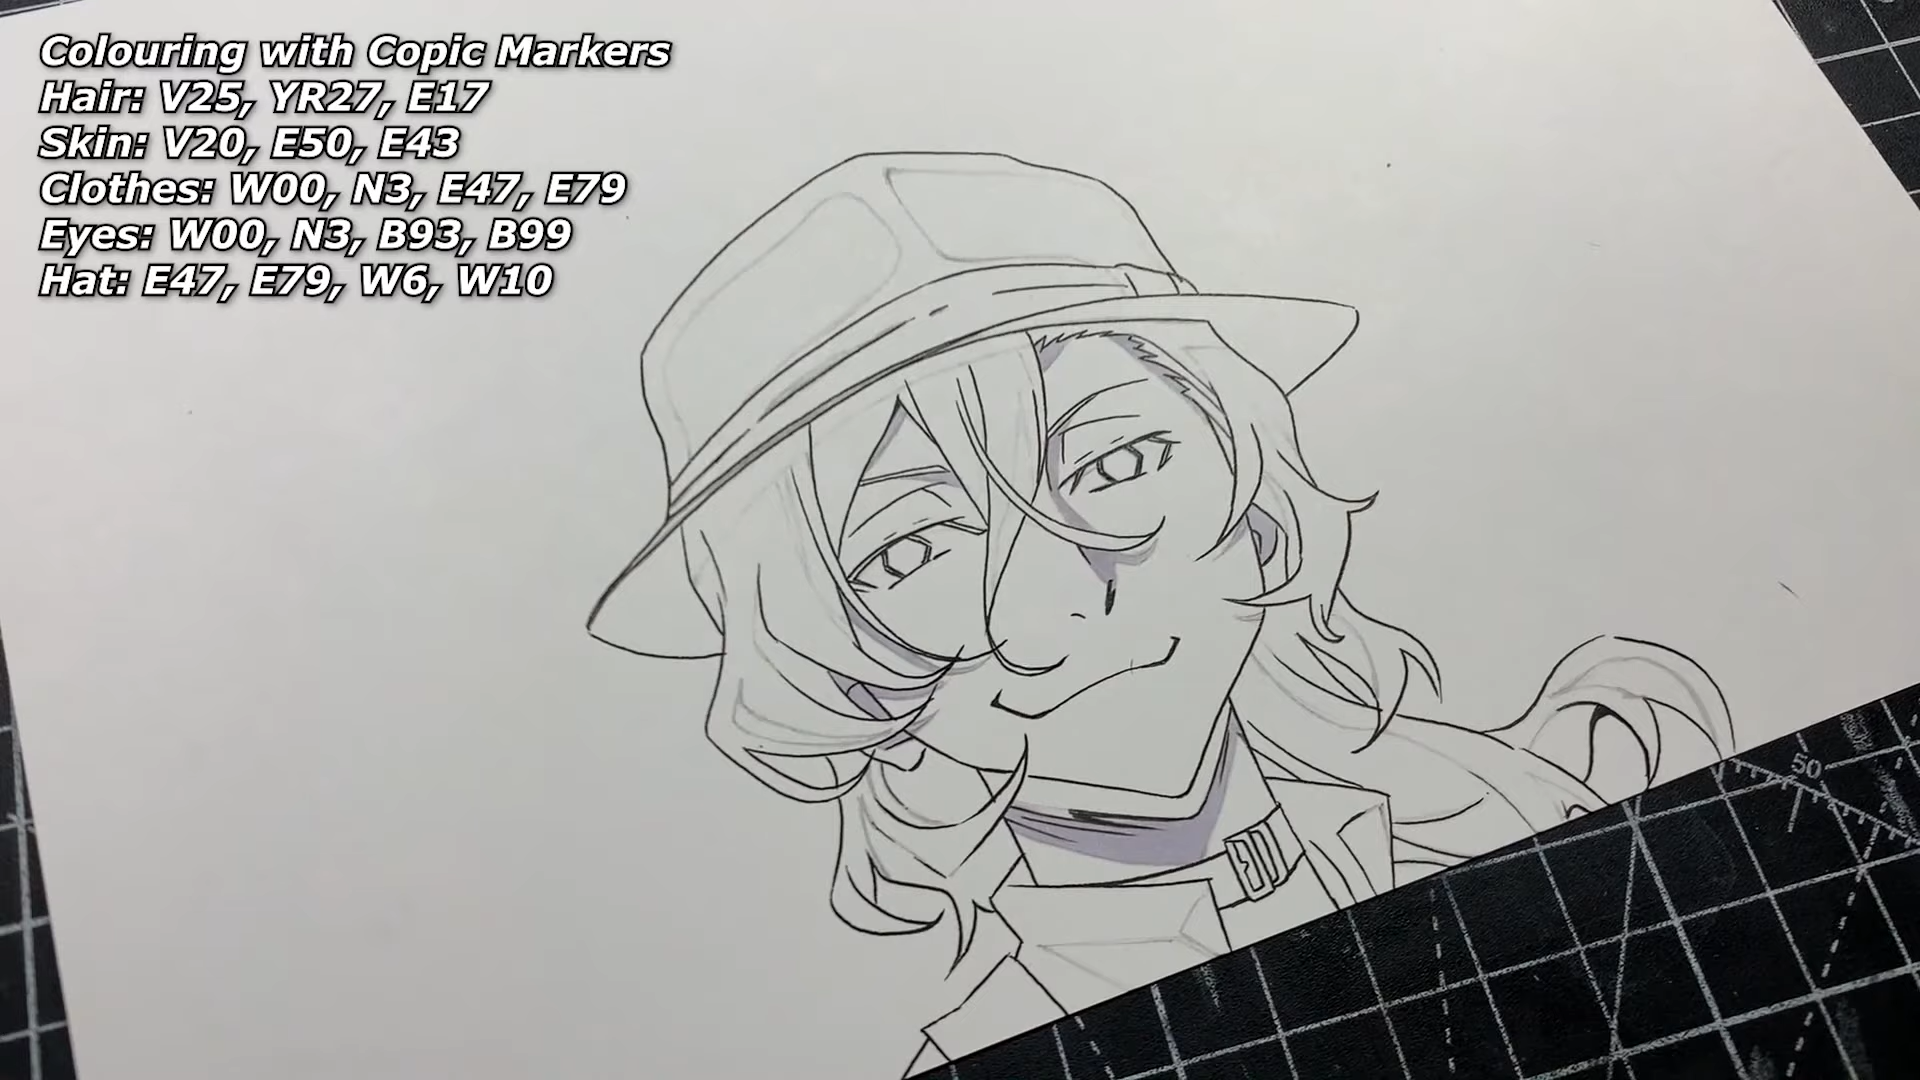 Colouring with Copic Markers
Hair: V25, YR27, E17
Skin: V20, E50, E43
Clothes: W00, N3, E47, E79
Eyes: W00, N3, B93, B99
Hat: E47, E79, W6, W10
50